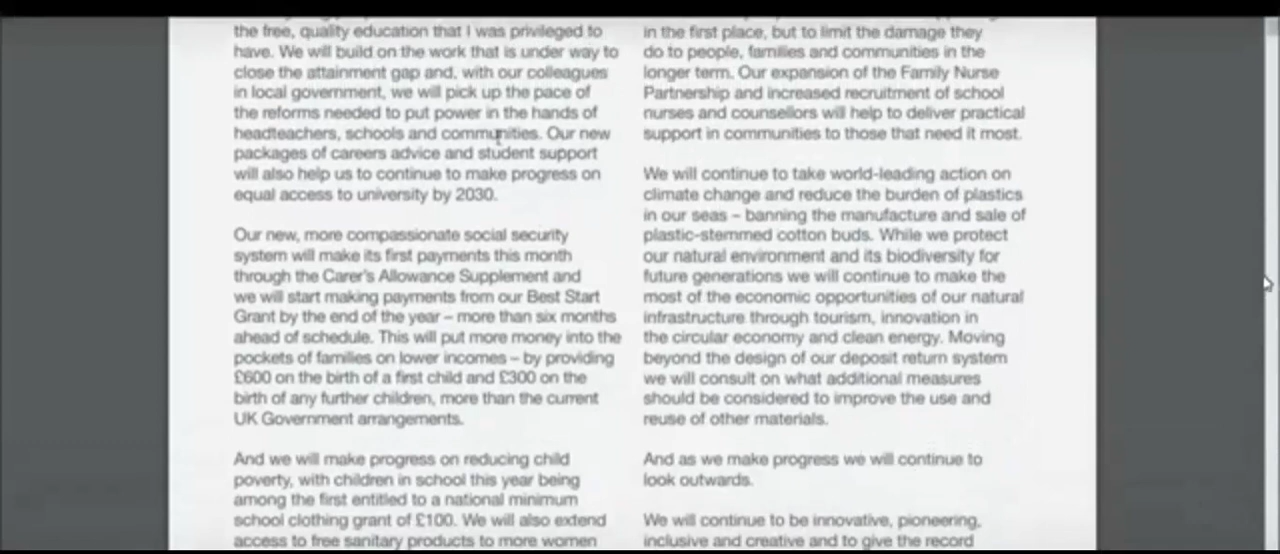 the free, quality education that I was privileged to
have. We will build on the work that is under way to
close the attainment gap and, with our colleagues
in local government, we will pick up the pace of
the reforms needed to put power in the hands of
headteachers, schools and communities. Our new
packages of careers advice and student support
will also help us to continue to make progress on
equal access to university by 2030.
Our new, more compassionate social security
system will make its first payments this month
through the Carer's Allowance Supplement and
we will start making payments from our Best Start
Grant by the end of the year – more than six months
ahead of schedule. This will put more money into the
pockets of families on lower incomes – by providing
£600 on the birth of a first child and £300 on the
birth of any further children, more than the current
UK Government arrangements.
And we will make progress on reducing child
poverty, with children in school this year being
among the first entitled to a national minimum
school clothing grant of £100. We will also extend
access to free sanitary products to more women
in the first place, but to limit the damage they
do to people, families and communities in the
longer term. Our expansion of the Family Nurse
Partnership and increased recruitment of school
nurses and counsellors will help to deliver practical
support in communities to those that need it most.
We will continue to take world-leading action on
climate change and reduce the burden of plastics
in our seas – banning the manufacture and sale of
plastic-stemmed cotton buds. While we protect
our natural environment and its biodiversity for
future generations we will continue to make the
most of the economic opportunities of our natural
infrastructure through tourism, innovation in
the circular economy and clean energy. Moving
beyond the design of our deposit return system
we will consult on what additional measures
should be considered to improve the use and
reuse of other materials.
And as we make progress we will continue to
look outwards.
We will continue to be innovative, pioneering,
inclusive and creative and to give the record